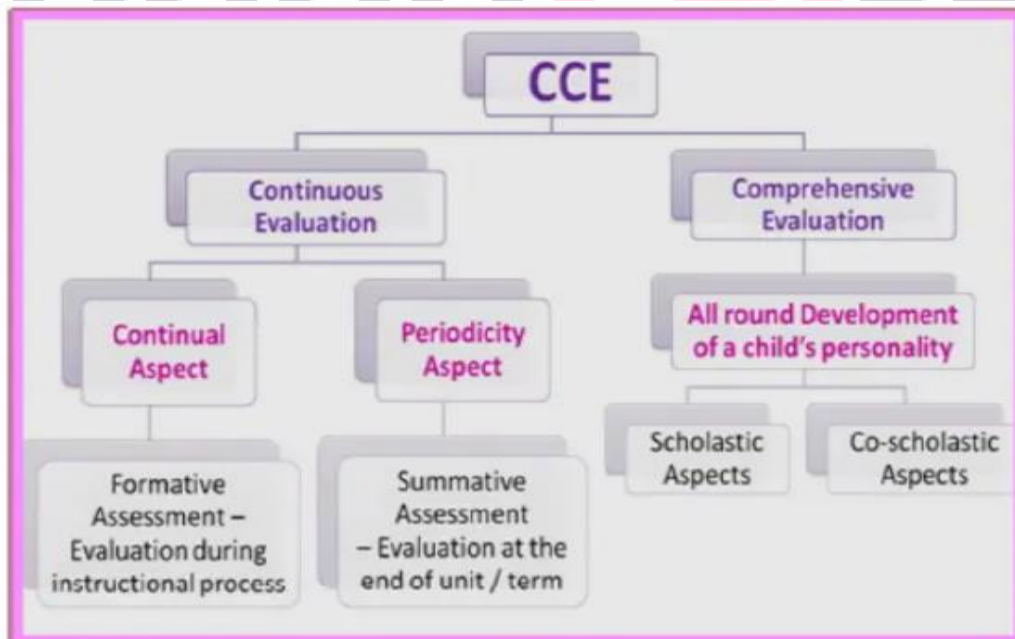 CCE
Continuous
Evaluation
Comprehensive
Evaluation
Continual
Aspect
Periodicity
Aspect
All round Development
of a child's personality
Formative
Assessment –
Evaluation during
instructional process
Summative
Assessment
– Evaluation at the
end of unit / term
Scholastic
Aspects
Co-scholastic
Aspects